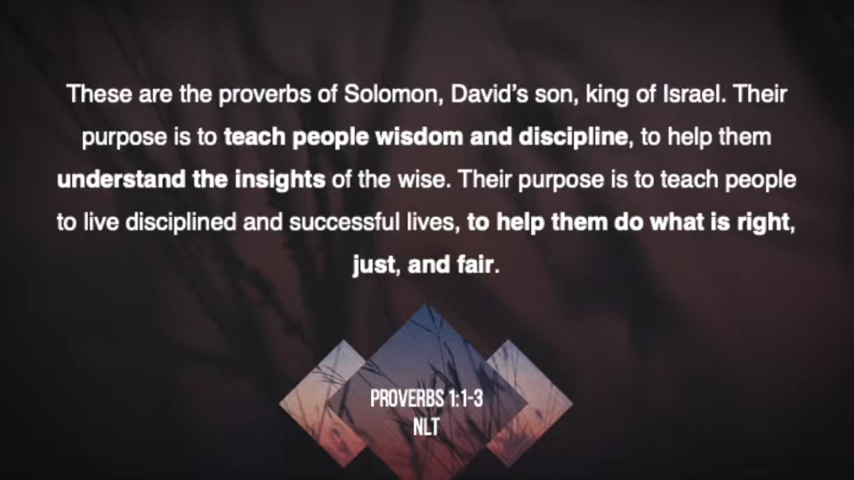 These are the proverbs of Solomon, David's son, king of Israel. Their
purpose is to teach people wisdom and discipline, to help them
understand the insights of the wise. Their purpose is to teach people
to live disciplined and successful lives, to help them do what is right,
just, and fair.
PROVERBS 1:1-3
NLT